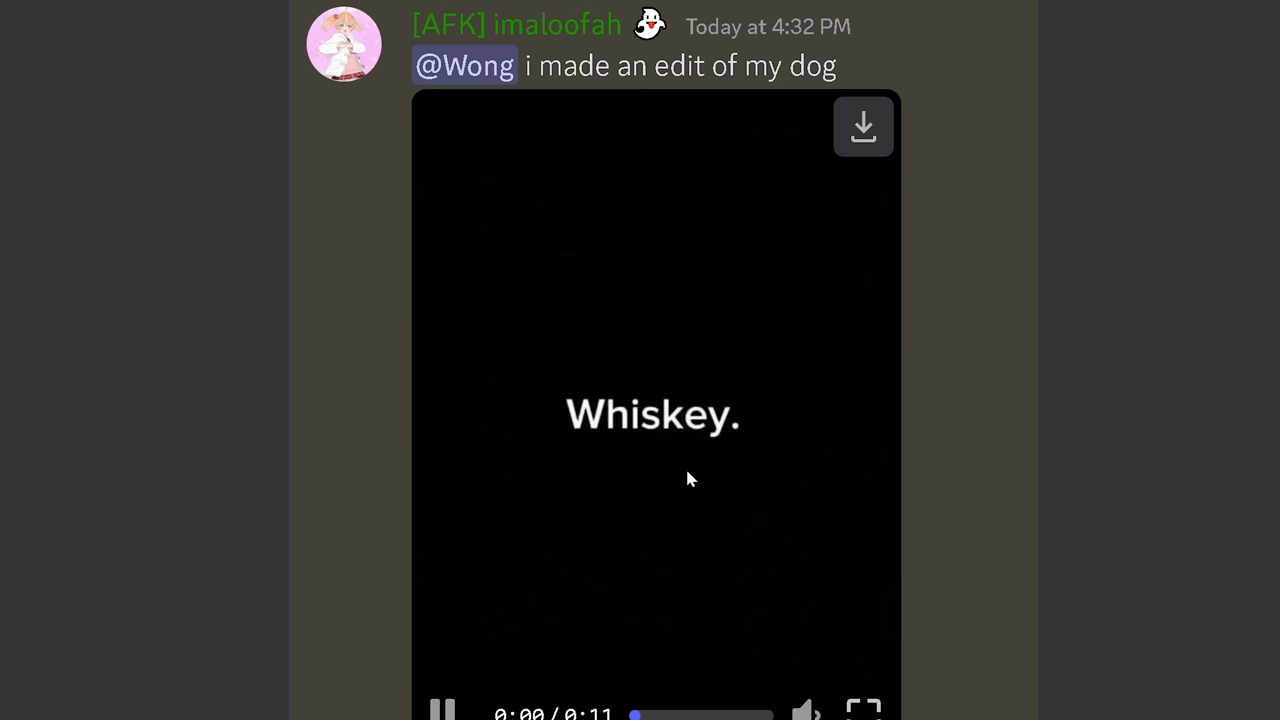 [AFK] imaloofah 👻 Today at 4:32 PM
@Wong i made an edit of my dog
Whiskey.
0:00/0:11